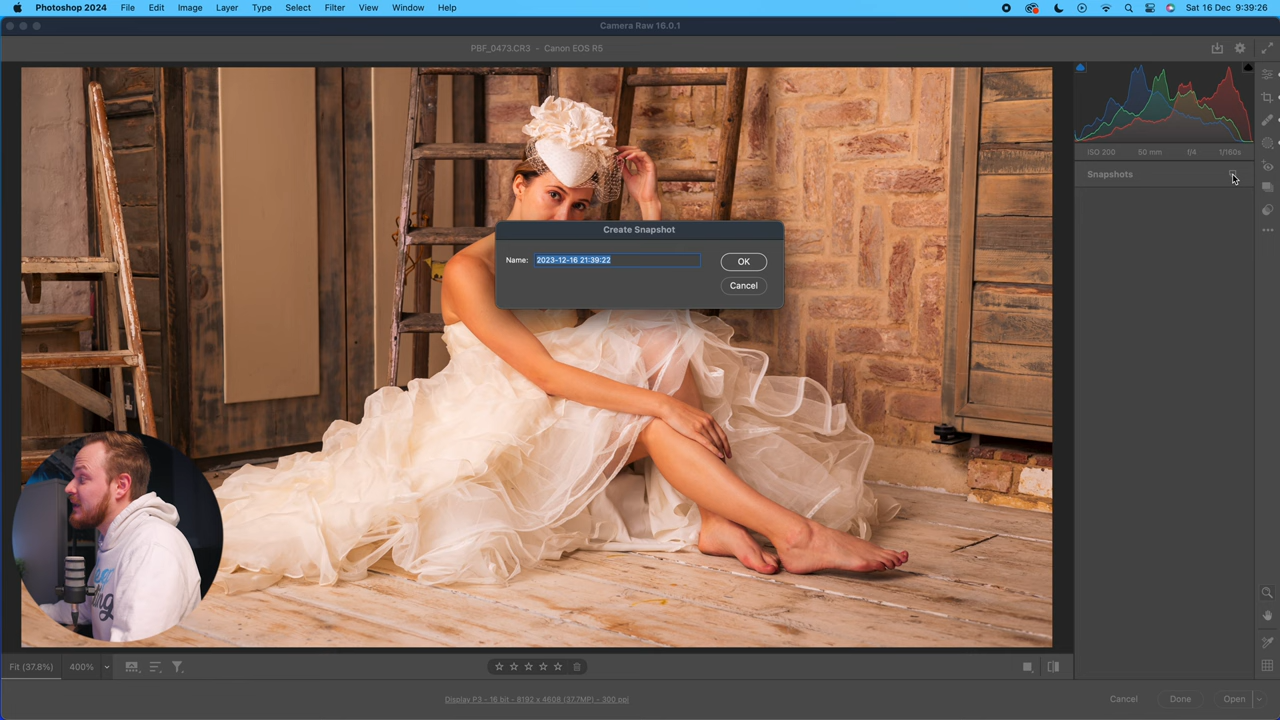 Photoshop 2024 File Edit Image Layer Type Select Filter View Window Help Sat 16 Dec 9:39:26
Camera Raw 16.0.1
PBF_0473.CR3 - Canon EOS R5
ISO 200 50 mm f/4 1/160s
Snapshots
Create Snapshot
Name: 2023-12-16 21:39:22 OK
Cancel
Fit (37.8%) 400%
Display P3 - 16 bit - 8192 x 4608 (37.7MP) - 300 ppi Cancel Done Open